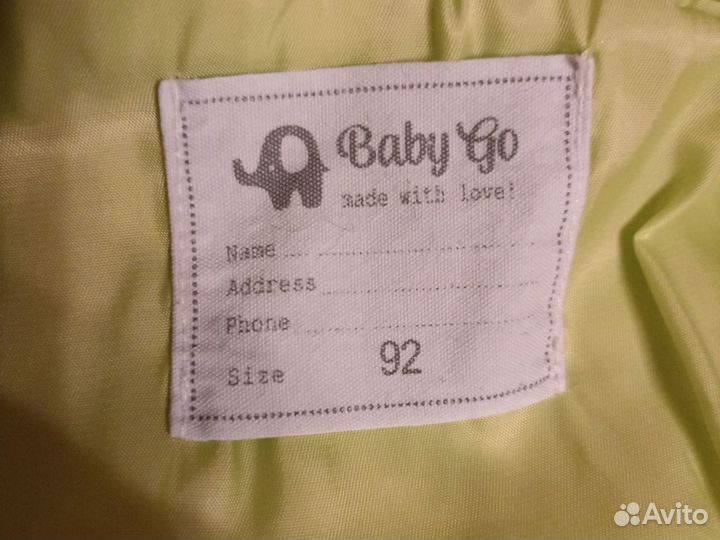 Baby Go
made with love!
Name
Address
Phone
Size 92
Avito